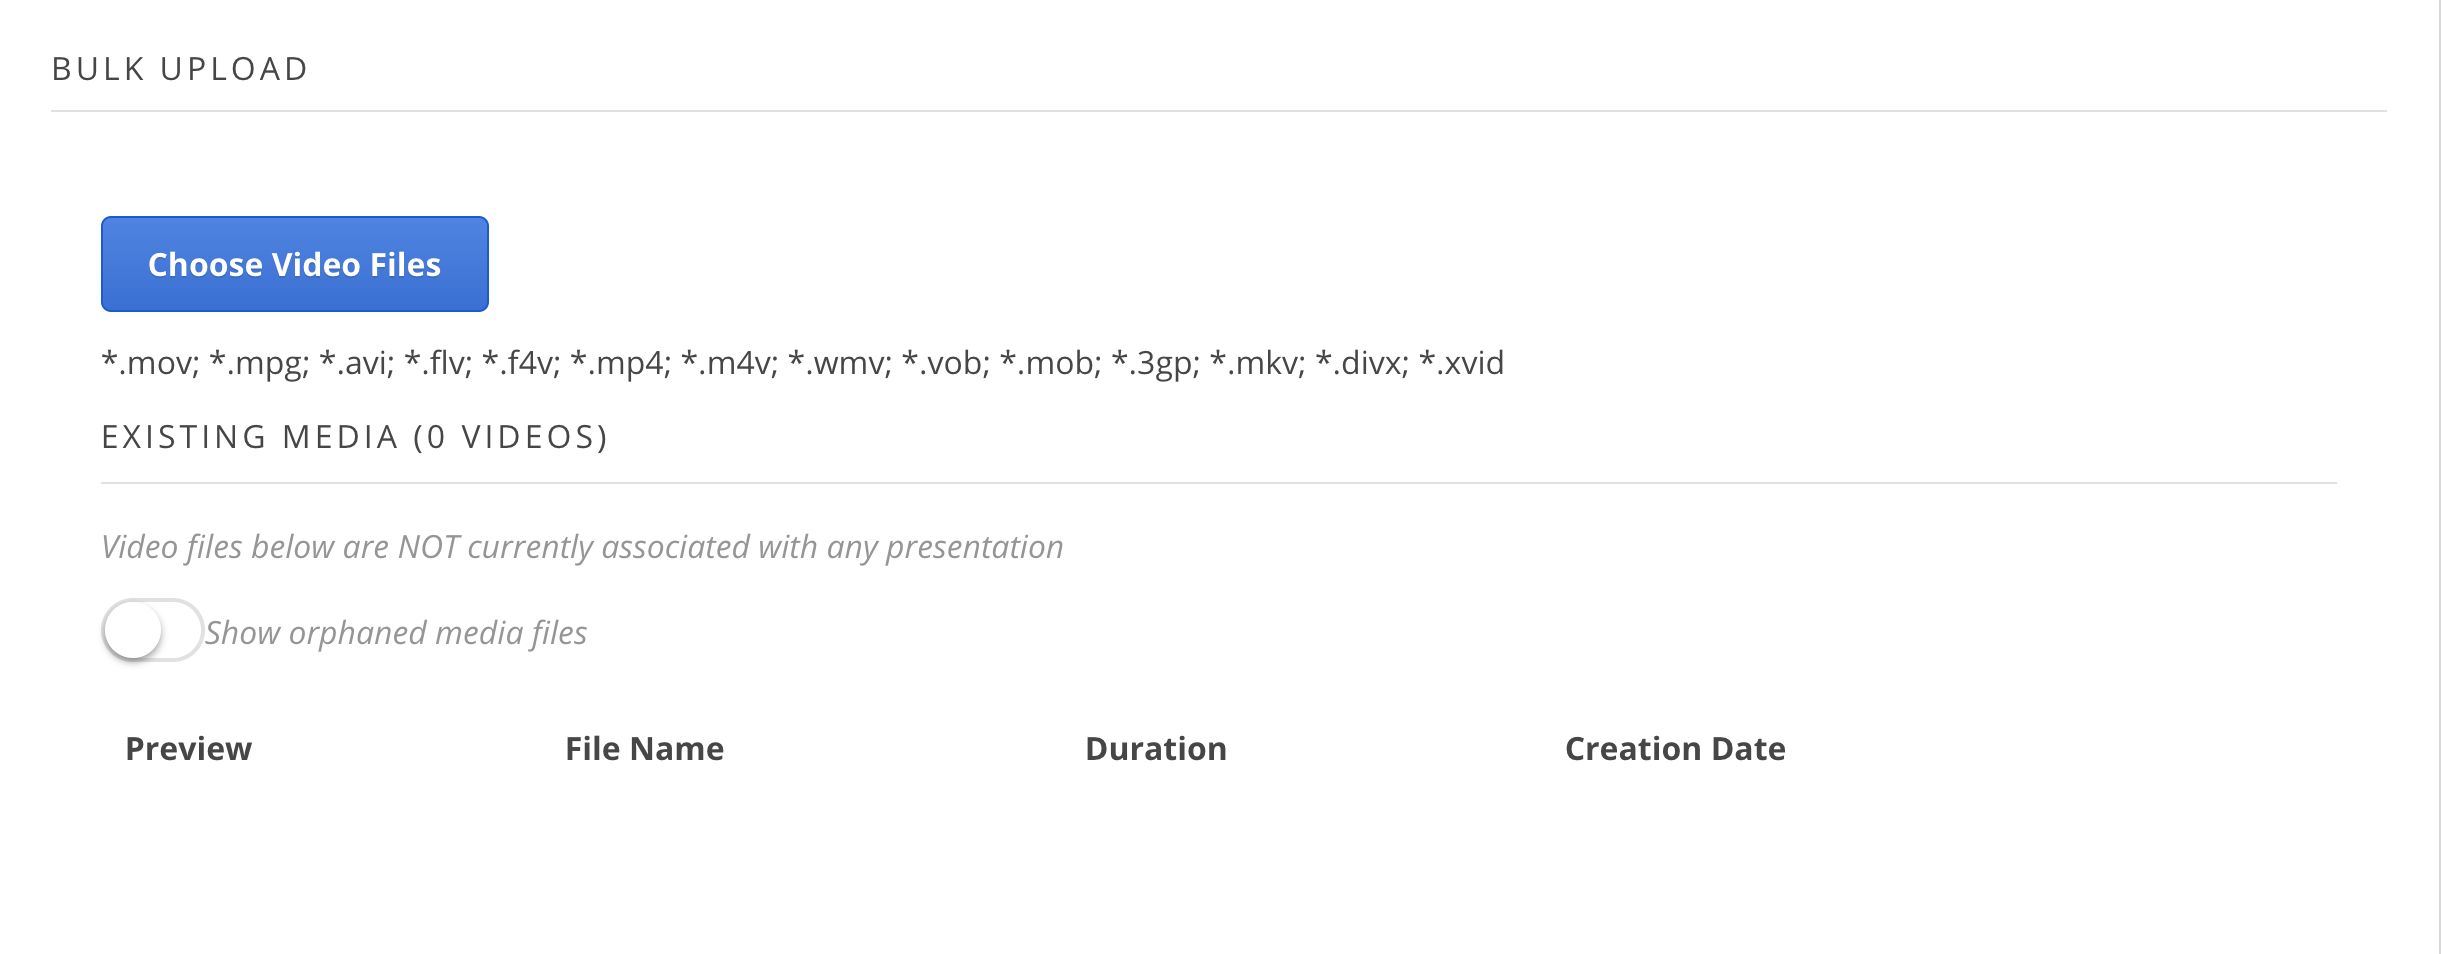 BULK UPLOAD
Choose Video Files
*.mov; *.mpg; *.avi; *.flv; *.f4v; *.mp4; *.m4v; *.wmv; *.vob; *.mob; *.3gp; *.mkv; *.divx; *.xvid
EXISTING MEDIA (0 VIDEOS)
Video files below are NOT currently associated with any presentation
Show orphaned media files
Preview File Name Duration Creation Date